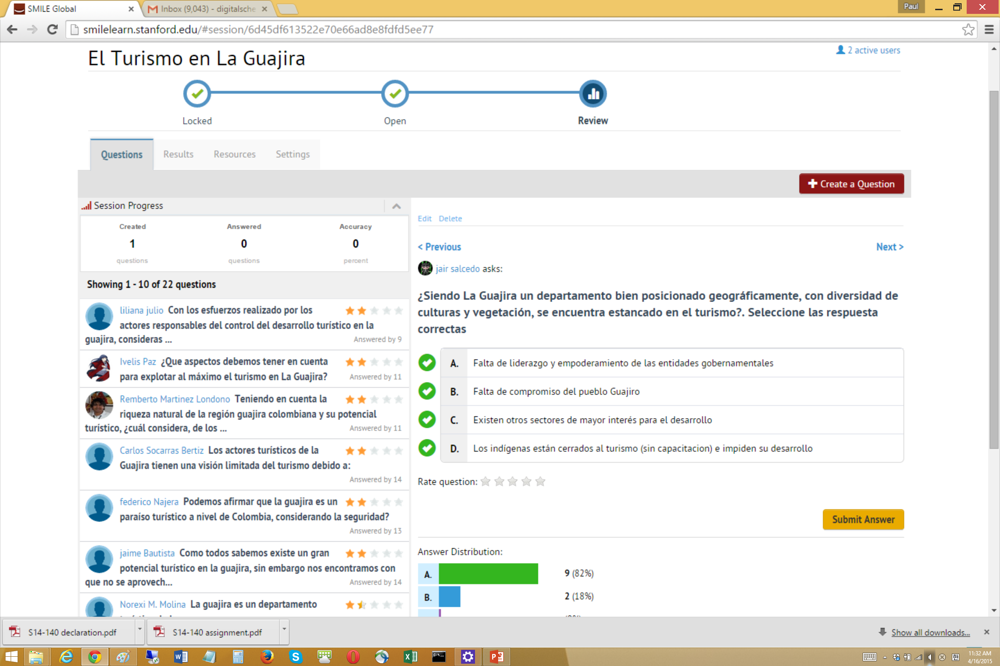 SMILE Global
Inbox (9,043) - digitalsche
Paul
smilelearn.stanford.edu/#session/6d45df613522e70e66ad8e8fdfd5ee77
El Turismo en La Guajira
2 active users
Locked
Open
Review
Questions
Results
Resources
Settings
Create a Question
Session Progress
Created
Answered
Accuracy
1
0
0
questions
questions
percent
Showing 1 - 10 of 22 questions
liliana julio Con los esfuerzos realizado por los
actores responsables del control del desarrollo turístico en la
guajira, consideras ...
Answered by 9
Ivelis Paz ¿Que aspectos debemos tener en cuenta
para explotar al máximo el turismo en La Guajira?
Answered by 11
Remberto Martinez Londono Teniendo en cuenta la
riqueza natural de la región guajira colombiana y su potencial
turístico, ¿cuál considera, de los ...
Answered by 11
Carlos Socarras Bertiz Los actores turísticos de la
Guajira tienen una visión limitada del turismo debido a:
Answered by 14
federico Najera Podemos afirmar que la guajira es un
paraíso turístico a nivel de Colombia, considerando la seguridad?
Answered by 13
jaime Bautista Como todos sabemos existe un gran
potencial turístico en la guajira, sin embargo nos encontramos con
que no se aprovech...
Answered by 14
Norexi M. Molina La guajira es un departamento
Edit Delete
< Previous
Next >
jair salcedo asks:
¿Siendo La Guajira un departamento bien posicionado geográficamente, con diversidad de
culturas y vegetación, se encuentra estancado en el turismo?. Seleccione las respuesta
correctas
A. Falta de liderazgo y empoderamiento de las entidades gobernamentales
B. Falta de compromiso del pueblo Guajiro
C. Existen otros sectores de mayor interés para el desarrollo
D. Los indígenas están cerrados al turismo (sin capacitacion) e impiden su desarrollo
Rate question:
Submit Answer
Answer Distribution:
A. 9 (82%)
B. 2 (18%)
S14-140 declaration.pdf
S14-140 assignment.pdf
Show all downloads...
11:32 AM
4/16/2015